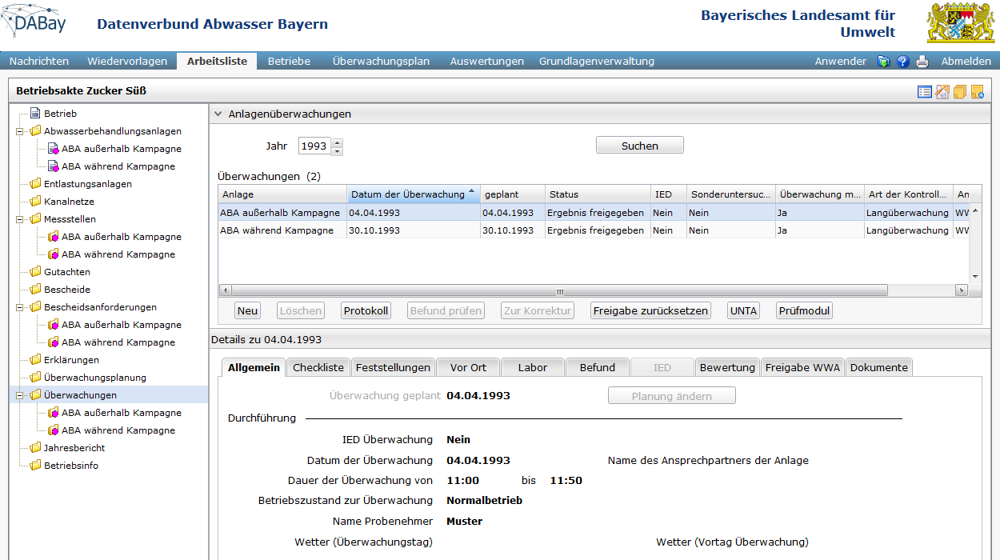 DABay
Datenverbund Abwasser Bayern
Bayerisches Landesamt für
Umwelt
Nachrichten Wiedervorlagen Arbeitsliste Betriebe Überwachungsplan Auswertungen Grundlagenverwaltung Anwender Abmelden
Betriebsakte Zucker Süß
Betrieb
Abwasserbehandlungsanlagen
ABA außerhalb Kampagne
ABA während Kampagne
Entlastungsanlagen
Kanalnetze
Messstellen
ABA außerhalb Kampagne
ABA während Kampagne
Gutachten
Bescheide
Bescheidsanforderungen
ABA außerhalb Kampagne
ABA während Kampagne
Erklärungen
Überwachungsplanung
Überwachungen
ABA außerhalb Kampagne
ABA während Kampagne
Jahresbericht
Betriebsinfo
Anlagenüberwachungen
Jahr 1993 Suchen
Überwachungen (2)
Anlage Datum der Überwachung geplant Status IED Sonderuntersuc... Überwachung m... Art der Kontroll... An
ABA außerhalb Kampagne 04.04.1993 04.04.1993 Ergebnis freigegeben Nein Nein Ja Langüberwachung WW
ABA während Kampagne 30.10.1993 30.10.1993 Ergebnis freigegeben Nein Nein Ja Langüberwachung WW
Neu Löschen Protokoll Befund prüfen Zur Korrektur Freigabe zurücksetzen UNTA Prüfmodul
Details zu 04.04.1993
Allgemein Checkliste Feststellungen Vor Ort Labor Befund IED Bewertung Freigabe WWA Dokumente
Überwachung geplant 04.04.1993 Planung ändern
Durchführung
IED Überwachung Nein
Datum der Überwachung 04.04.1993 Name des Ansprechpartners der Anlage
Dauer der Überwachung von 11:00 bis 11:50
Betriebszustand zur Überwachung Normalbetrieb
Name Probenehmer Muster
Wetter (Überwachungstag) Wetter (Vortag Überwachung)